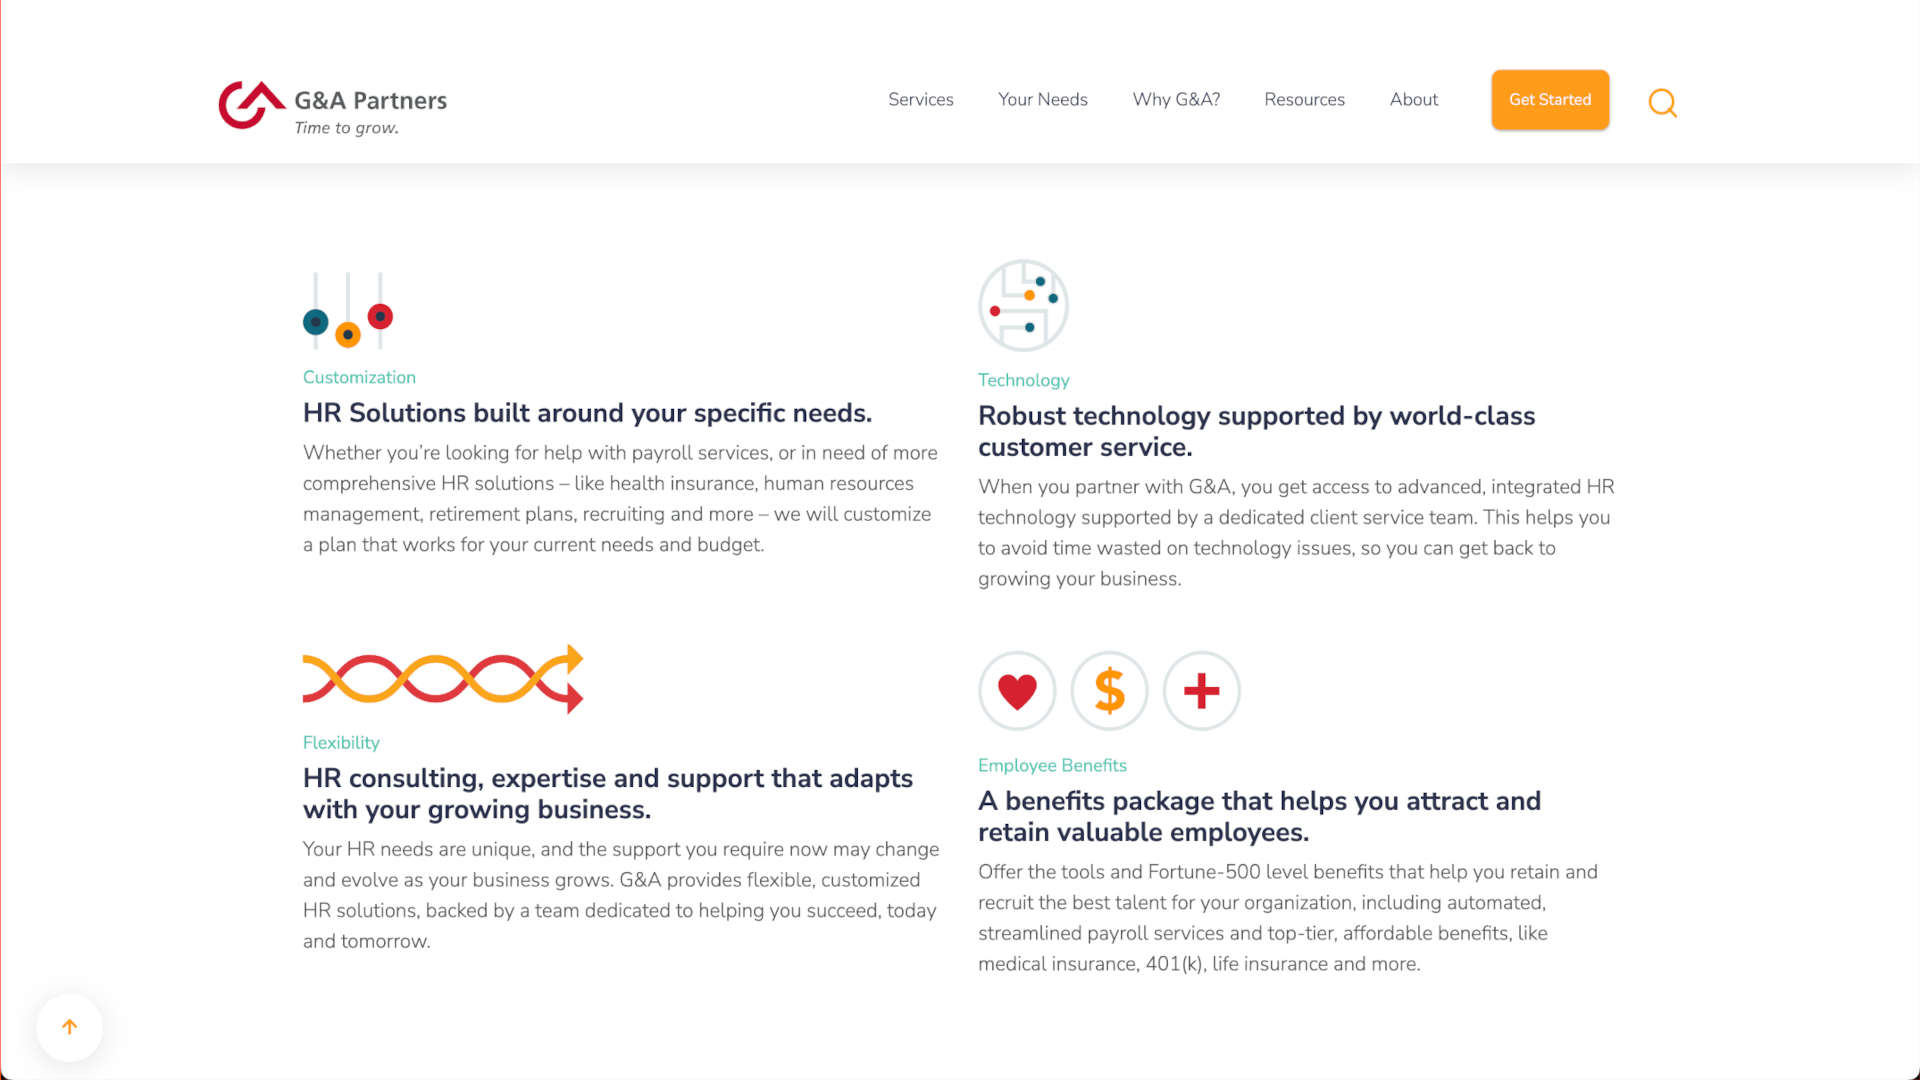 G&A Partners
Time to grow.
Services
Your Needs
Why G&A?
Resources
About
Get Started
Customization
HR Solutions built around your specific needs.
Whether you’re looking for help with payroll services, or in need of more
comprehensive HR solutions – like health insurance, human resources
management, retirement plans, recruiting and more – we will customize
a plan that works for your current needs and budget.
Technology
Robust technology supported by world-class
customer service.
When you partner with G&A, you get access to advanced, integrated HR
technology supported by a dedicated client service team. This helps you
to avoid time wasted on technology issues, so you can get back to
growing your business.
Flexibility
HR consulting, expertise and support that adapts
with your growing business.
Your HR needs are unique, and the support you require now may change
and evolve as your business grows. G&A provides flexible, customized
HR solutions, backed by a team dedicated to helping you succeed, today
and tomorrow.
$
Employee Benefits
A benefits package that helps you attract and
retain valuable employees.
Offer the tools and Fortune-500 level benefits that help you retain and
recruit the best talent for your organization, including automated,
streamlined payroll services and top-tier, affordable benefits, like
medical insurance, 401(k), life insurance and more.